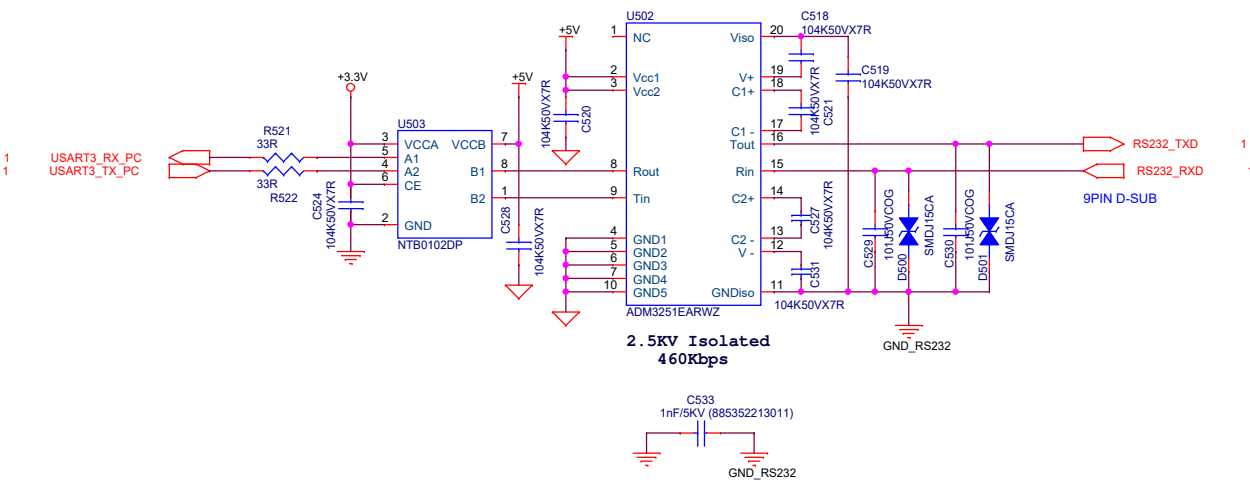 U502
C518
104K50VX7R
+5V
1
NC
Viso
20
+3.3V
+5V
2
Vcc1
3
Vcc2
V+
19
C1+
18
104K50VX7R
C521
C519
104K50VX7R
104K50VX7R
C520
R521
33R
U503
3
VCCA
VCCB
7
C1 -
17
Tout
16
RS232_TXD
1
1
USART3_RX_PC
5
A1
1
USART3_TX_PC
4
A2
B1
8
8
Rout
Rin
15
RS232_RXD
6
CE
33R
R522
B2
1
9
Tin
C2+
14
9PIN D-SUB
C524
104K50VX7R
2
GND
NTB0102DP
C528
104K50VX7R
4
GND1
5
GND2
6
GND3
7
GND4
10
GND5
C2 -
13
V -
12
GNDiso
11
C527
104K50VX7R
C531
104K50VX7R
C529
101J50VCOG
D500
SMDJ15CA
C530
101J50VCOG
D501
SMDJ15CA
ADM3251EARWZ
2.5KV Isolated
460Kbps
GND_RS232
C533
1nF/5KV (885352213011)
GND_RS232